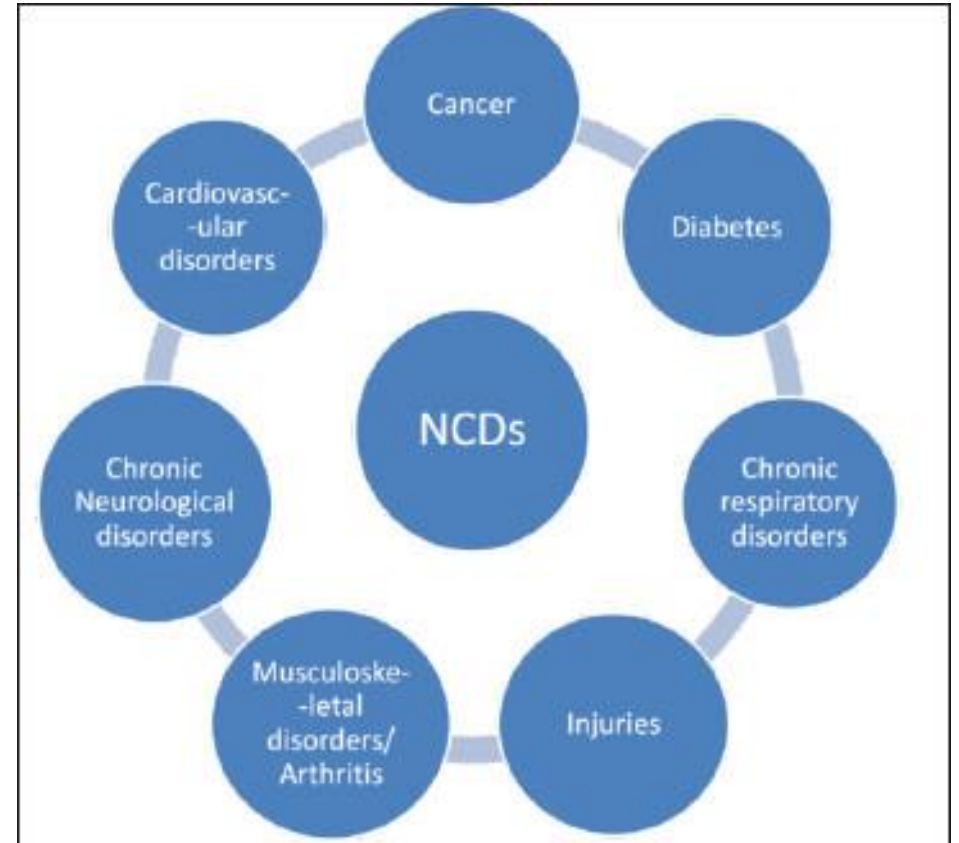 Cancer
Diabetes
Chronic
respiratory
disorders
Injuries
Musculoske-
-letal
disorders/
Arthritis
Chronic
Neurological
disorders
Cardiovasc-
-ular
disorders
NCDs